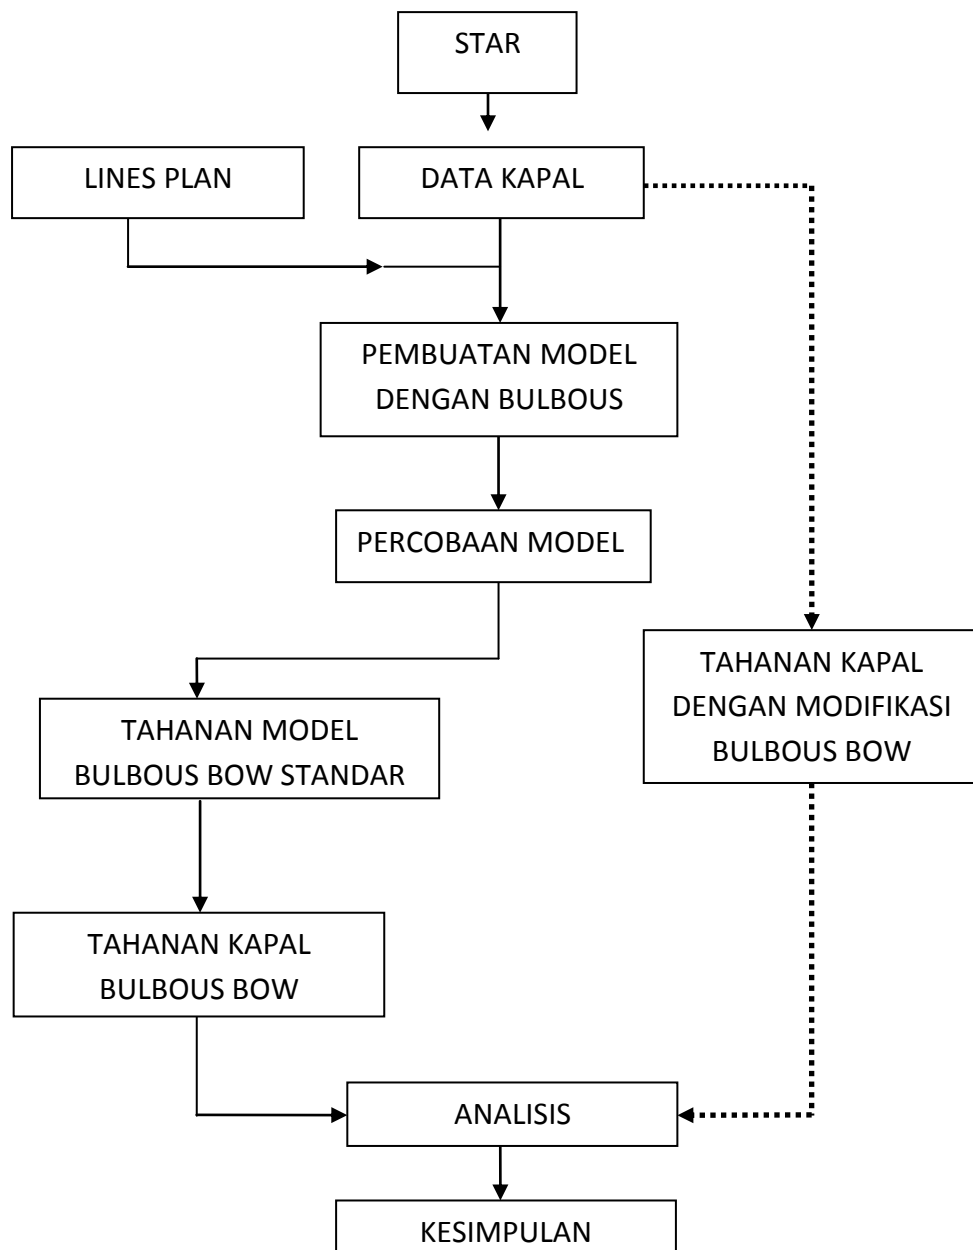 STAR
LINES PLAN
DATA KAPAL
PEMBUATAN MODEL
DENGAN BULBOUS
PERCOBAAN MODEL
TAHANAN KAPAL
DENGAN MODIFIKASI
BULBOUS BOW
TAHANAN MODEL
BULBOUS BOW STANDAR
TAHANAN KAPAL
BULBOUS BOW
ANALISIS
KESIMPULAN